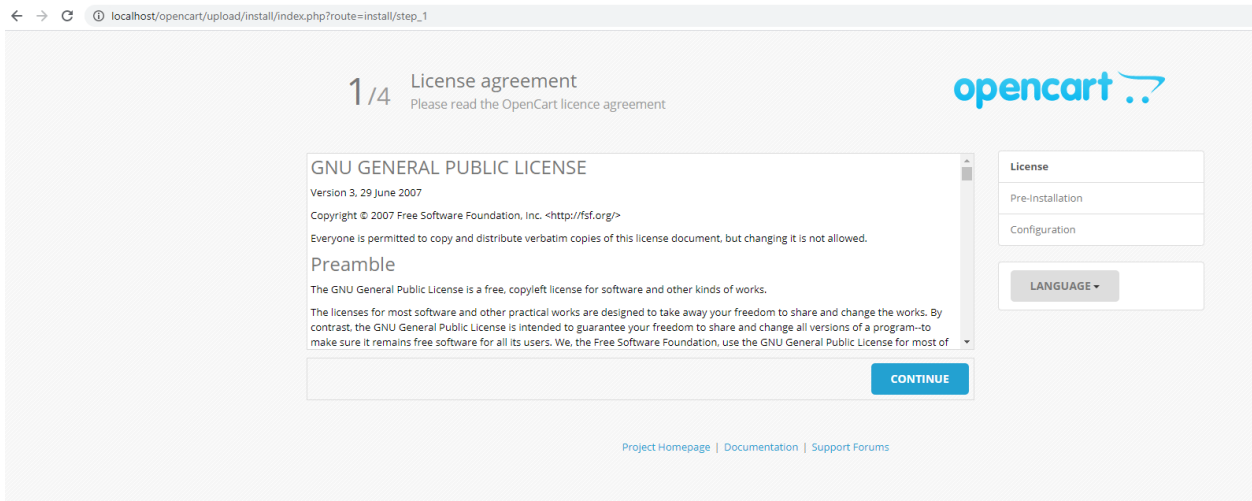 localhost/opencart/upload/install/index.php?route=install/step_1
1/4
License agreement
Please read the OpenCart licence agreement
opencart
GNU GENERAL PUBLIC LICENSE
Version 3, 29 June 2007
Copyright © 2007 Free Software Foundation, Inc. <http://fsf.org/>
Everyone is permitted to copy and distribute verbatim copies of this license document, but changing it is not allowed.
Preamble
The GNU General Public License is a free, copyleft license for software and other kinds of works.
The licenses for most software and other practical works are designed to take away your freedom to share and change the works. By
contrast, the GNU General Public License is intended to guarantee your freedom to share and change all versions of a program--to
make sure it remains free software for all its users. We, the Free Software Foundation, use the GNU General Public License for most of
CONTINUE
License
Pre-Installation
Configuration
LANGUAGE
Project Homepage | Documentation | Support Forums